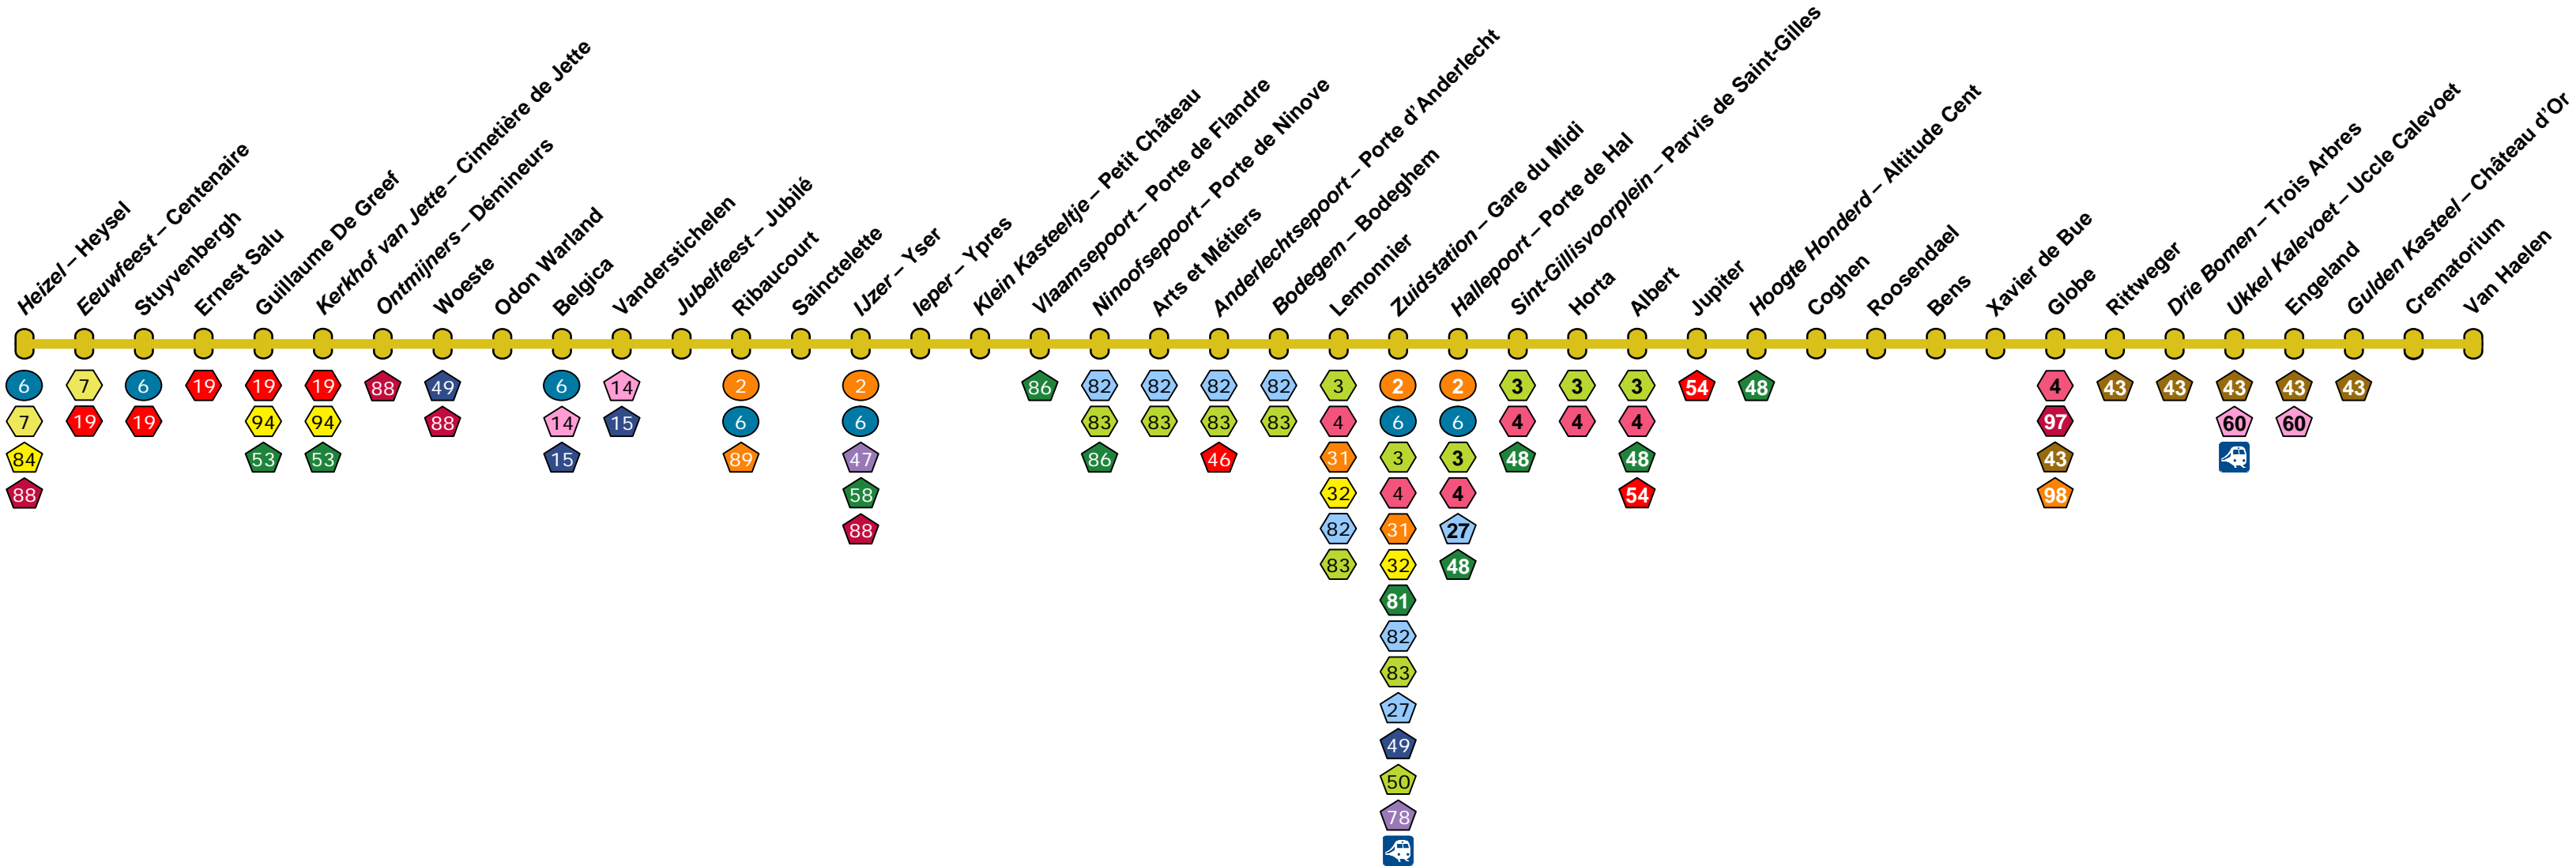 Heizel – Heysel
Eeuwfeest – Centenaire
Stuyvenbergh
Ernest Salu
Guillaume De Greef
Kerkhof van Jette – Cimetière de Jette
Ontmijners – Démineurs
Woeste
Odon Warland
Belgica
Vanderstichelen
Jubelfeest – Jubilé
Ribaucourt
Sainctelette
IJzer – Yser
Ieper – Ypres
Klein Kasteeltje – Petit Château
Vlaamsepoort – Porte de Flandre
Ninoofsepoort – Porte de Ninove
Arts et Métiers
Anderlechtsepoort – Porte d’Anderlecht
Bodegem – Bodeghem
Lemonnier
Zuidstation – Gare du Midi
Hallepoort – Porte de Hal
Sint-Gillisvoorplein – Parvis de Saint-Gilles
Horta
Albert
Jupiter
Hoogte Honderd – Altitude Cent
Coghen
Roosendael
Bens
Xavier de Bue
Globe
Rittweger
Drie Bomen – Trois Arbres
Ukkel Kalevoet – Uccle Calevoet
Engeland
Gulden Kasteel – Château d’Or
Crematorium
Van Haelen
6 7 6 19 19 19 88 49 6 14 2 2 86 82 82 82 82 3 2 2 3 3 3 54 48 4 43 43 43 43 43
7 19 19 94 94 88 14 15 6 6 83 83 83 83 4 6 6 4 4 4 97 60 60
84 53 53 15 89 47 86 46 31 3 3 48 48 43
88 58 32 4 4 54 98
88 82 31 27
83 32 48
81
82
83
27
49
50
78